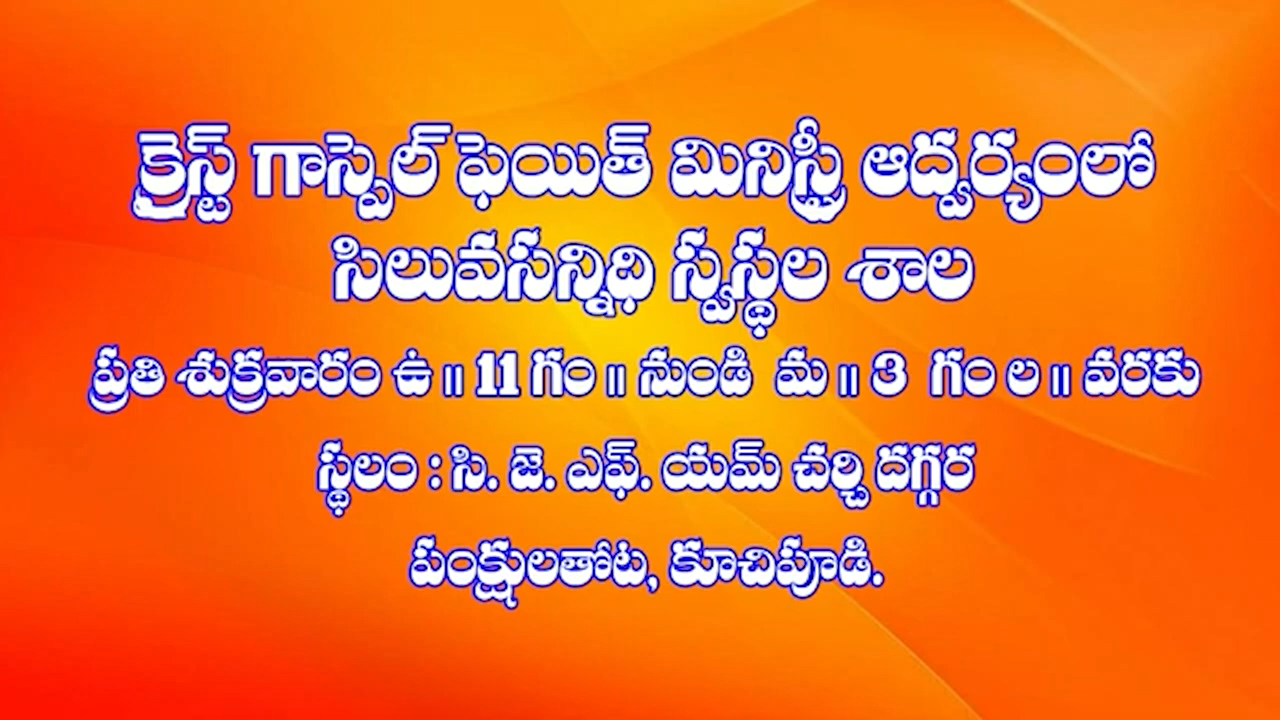 క్రైస్ట్ గాస్పెల్ ఫెయిత్ మినిస్ట్రీ ఆద్వర్యంలో
సిలువసన్నిధి స్వస్థల శాల
ప్రతి శుక్రవారం ఉ॥ 11 గం॥ నుండి మ॥ 3 గం ల॥ వరకు
స్థలం : సి. జె. ఎఫ్. యమ్ చర్చి దగ్గర
పంక్షులతోట, కూచిపూడి.